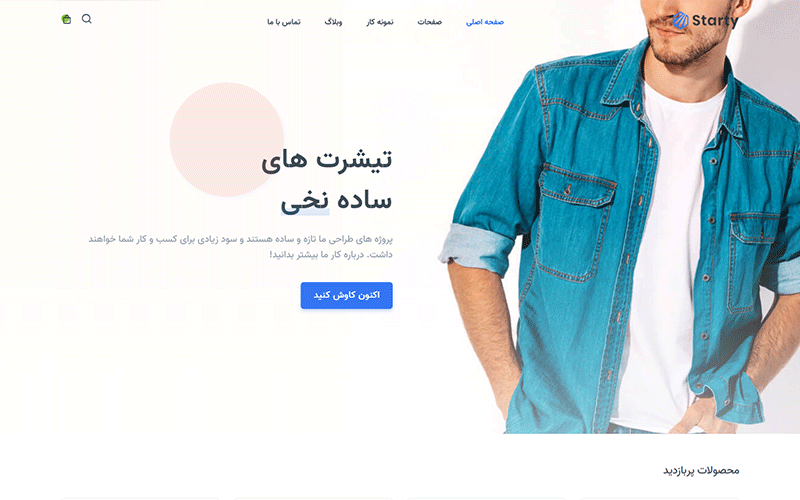 Starty
صفحه اصلی
صفحات
نمونه کار
وبلاگ
تماس با ما
تیشرت های
ساده نخی
پروژه های طراحی ما تازه و ساده هستند و سود زیادی برای کسب و کار شما خواهند
داشت. درباره کار ما بیشتر بدانید!
اکنون کاوش کنید
محصولات پربازدید